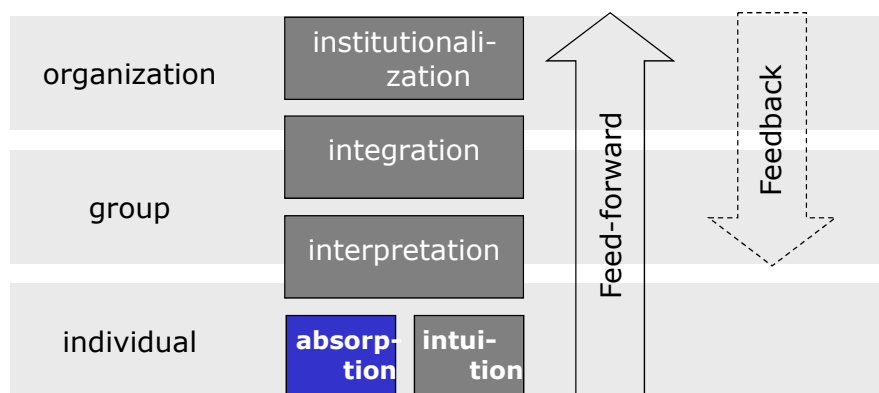 organization
institutionali-
zation
integration
group
interpretation
individual
absorp-
tion
intui-
tion
Feed-forward
Feedback